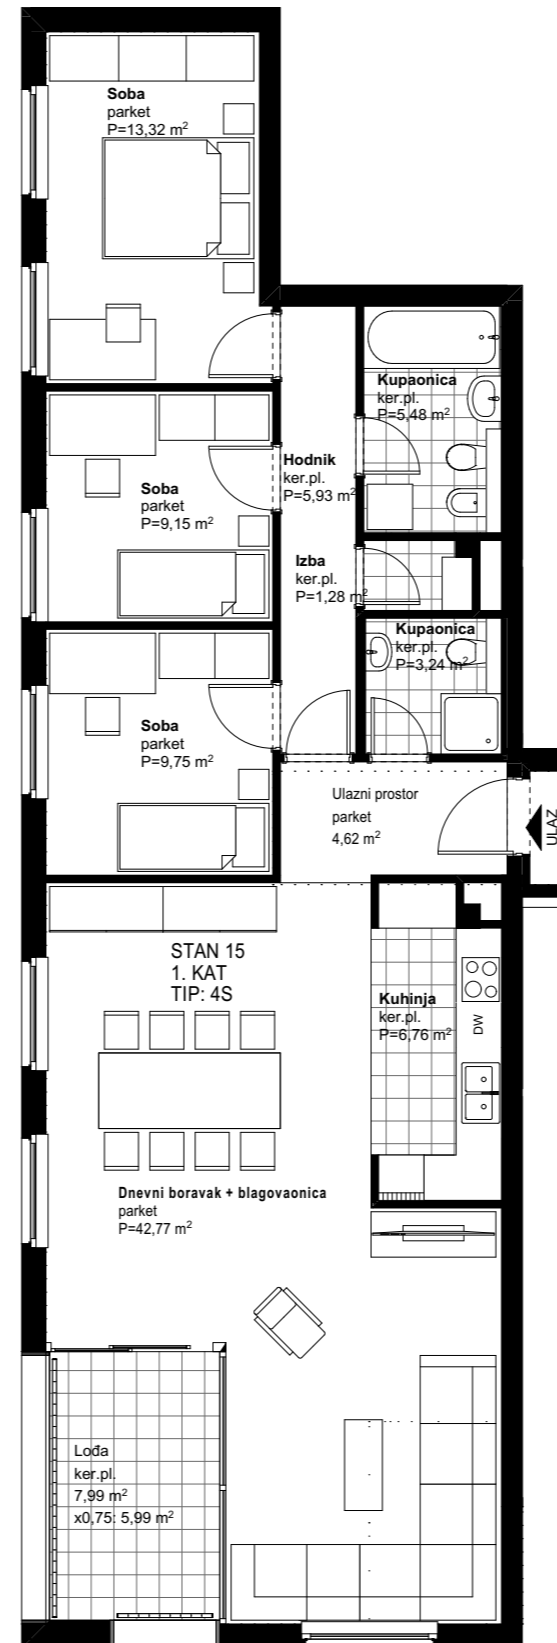 Soba
parket
P=13,32 m²
Kupaonica
ker.pl.
P=5,48 m²
Hodnik
ker.pl.
P=5,93 m²
Soba
parket
P=9,15 m²
Izba
ker.pl.
P=1,28 m²
Kupaonica
ker.pl.
P=3,24 m²
Soba
parket
P=9,75 m²
Ulazni prostor
parket
4,62 m²
ULAZ
STAN 15
1. KAT
TIP: 4S
Kuhinja
ker.pl.
P=6,76 m²
DW
Dnevni boravak + blagovaonica
parket
P=42,77 m²
Lođa
ker.pl.
7,99 m²
x0,75: 5,99 m²